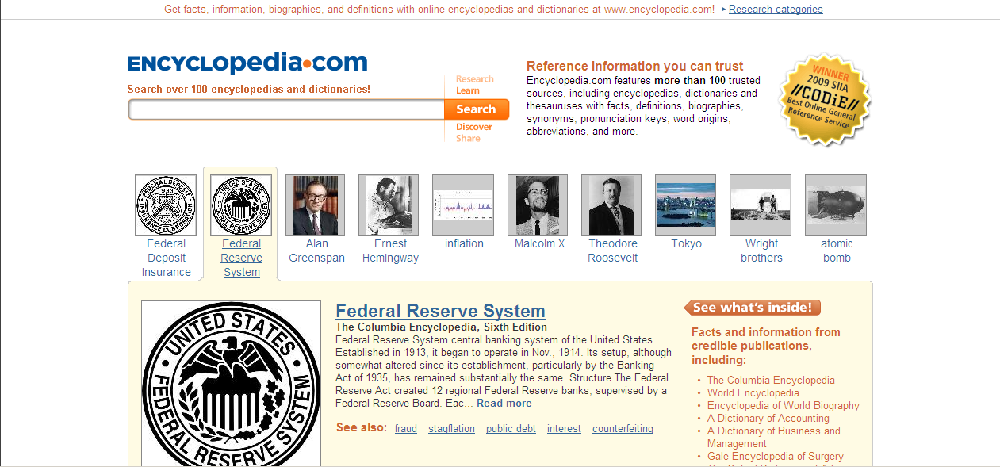 Get facts, information, biographies, and definitions with online encyclopedias and dictionaries at www.encyclopedia.com! Research categories
ENCYCLOPEDIA.COM
Search over 100 encyclopedias and dictionaries!
Research
Learn
Search
Discover
Share
Reference information you can trust
Encyclopedia.com features more than 100 trusted
sources, including encyclopedias, dictionaries and
thesauruses with facts, definitions, biographies,
synonyms, pronunciation keys, word origins,
abbreviations, and more.
WINNER
2009 SIIA
//CODiE//
Best Online General
Reference Service
FEDERAL DEPOSIT
1933
INSURANCE CORPORATION
Federal
Deposit
Insurance
UNITED STATES
FEDERAL RESERVE SYSTEM
Federal
Reserve
System
Alan
Greenspan
Ernest
Hemingway
inflation
Malcolm X
Theodore
Roosevelt
Tokyo
Wright
brothers
atomic
bomb
UNITED STATES
FEDERAL RESERVE SYSTEM
Federal Reserve System
The Columbia Encyclopedia, Sixth Edition
Federal Reserve System central banking system of the United States.
Established in 1913, it began to operate in Nov., 1914. Its setup, although
somewhat altered since its establishment, particularly by the Banking
Act of 1935, has remained substantially the same. Structure The Federal
Reserve Act created 12 regional Federal Reserve banks, supervised by a
Federal Reserve Board. Eac... Read more
See also: fraud stagflation public debt interest counterfeiting
See what's inside!
Facts and information from
credible publications,
including:
• The Columbia Encyclopedia
• World Encyclopedia
• Encyclopedia of World Biography
• A Dictionary of Accounting
• A Dictionary of Business and
Management
• Gale Encyclopedia of Surgery